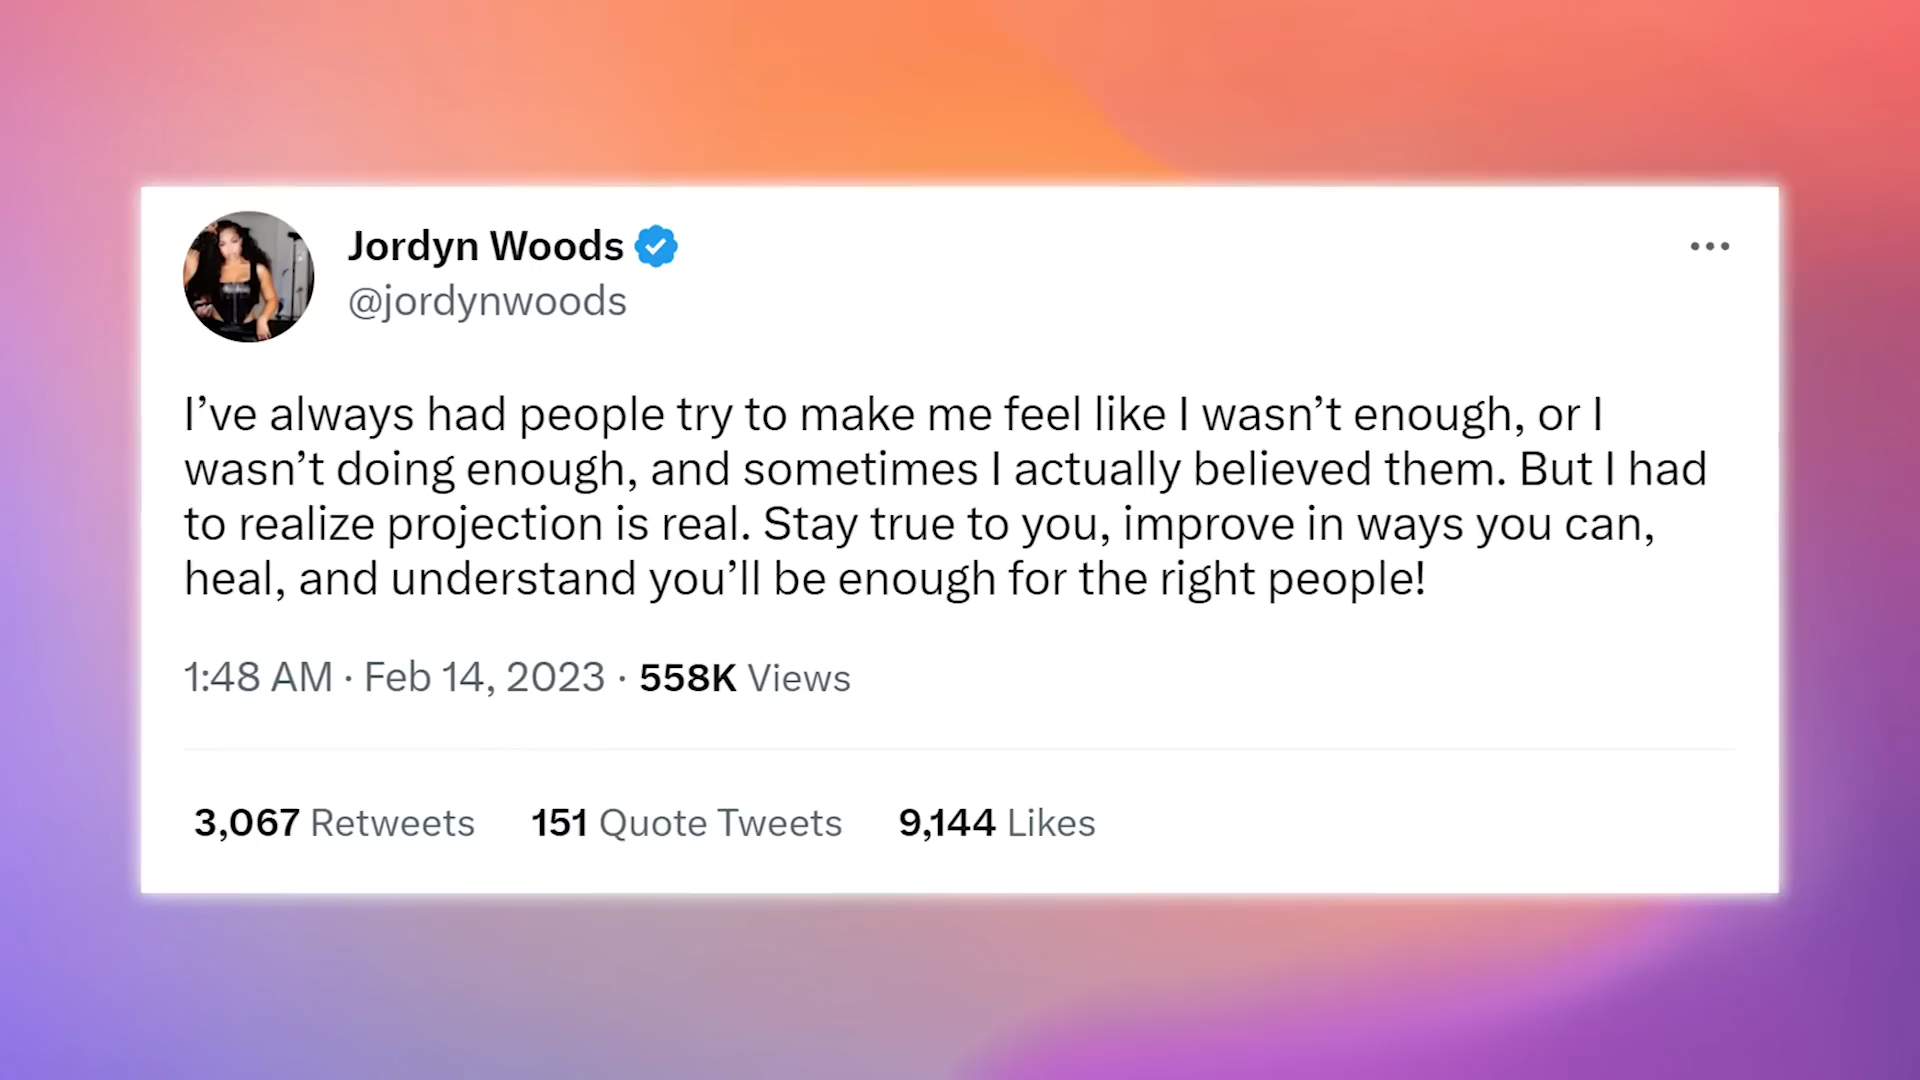 Jordyn Woods
@jordynwoods
I’ve always had people try to make me feel like I wasn’t enough, or I
wasn’t doing enough, and sometimes I actually believed them. But I had
to realize projection is real. Stay true to you, improve in ways you can,
heal, and understand you’ll be enough for the right people!
1:48 AM · Feb 14, 2023 · 558K Views
3,067 Retweets 151 Quote Tweets 9,144 Likes